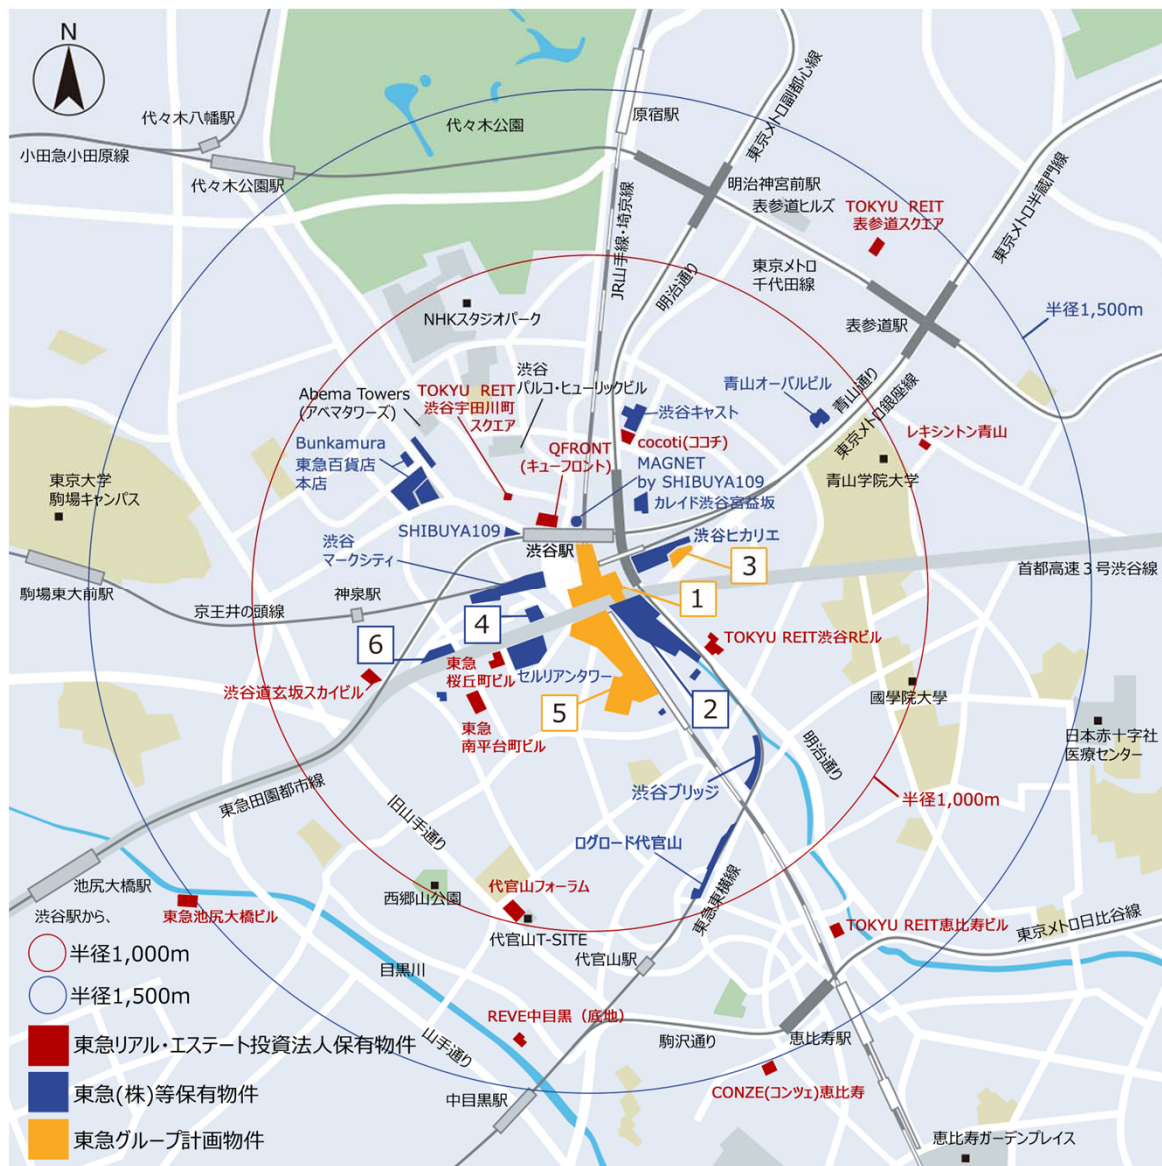 N
原宿駅
代々木八幡駅
代々木公園
小田急小田原線
代々木公園駅
東京メトロ副都心線
明治神宮前駅
表参道ヒルズ
TOKYU REIT
表参道スクエア
東京メトロ半蔵門線
JR山手線・埼京線
明治通り
東京メトロ
千代田線
表参道駅
半径1,500m
NHKスタジオパーク
渋谷
パルコ・ヒューリックビル
Abema Towers
(アベマタワーズ)
TOKYU REIT
渋谷宇田川町
スクエア
青山オーバルビル
青山通り
東京メトロ銀座線
渋谷キャスト
cocoti(ココチ)
レキシントン青山
Bunkamura
東急百貨店
本店
QFRONT
(キューフロント)
MAGNET
by SHIBUYA109
カレイド渋谷宮益坂
青山学院大学
東京大学
駒場キャンパス
SHIBUYA109
渋谷駅
渋谷ヒカリエ
渋谷
マークシティ
3
首都高速３号渋谷線
駒場東大前駅
神泉駅
京王井の頭線
1
4
6
TOKYU REIT渋谷Rビル
東急
桜丘町ビル
セルリアンタワー
渋谷道玄坂スカイビル
國學院大學
5
2
東急
南平台町ビル
日本赤十字社
医療センター
明治通り
東急田園都市線
渋谷ブリッジ
半径1,000m
旧山手通り
ログロード代官山
池尻大橋駅
西郷山公園
代官山フォーラム
東急東横線
渋谷駅から、
東急池尻大橋ビル
代官山T-SITE
TOKYU REIT恵比寿ビル
東京メトロ日比谷線
半径1,000m
代官山駅
目黒川
半径1,500m
REVE中目黒（底地）
山手通り
駒沢通り
恵比寿駅
東急リアル・エステート投資法人保有物件
CONZE(コンツェ)恵比寿
東急(株)等保有物件
中目黒駅
東急グループ計画物件
恵比寿ガーデンプレイス